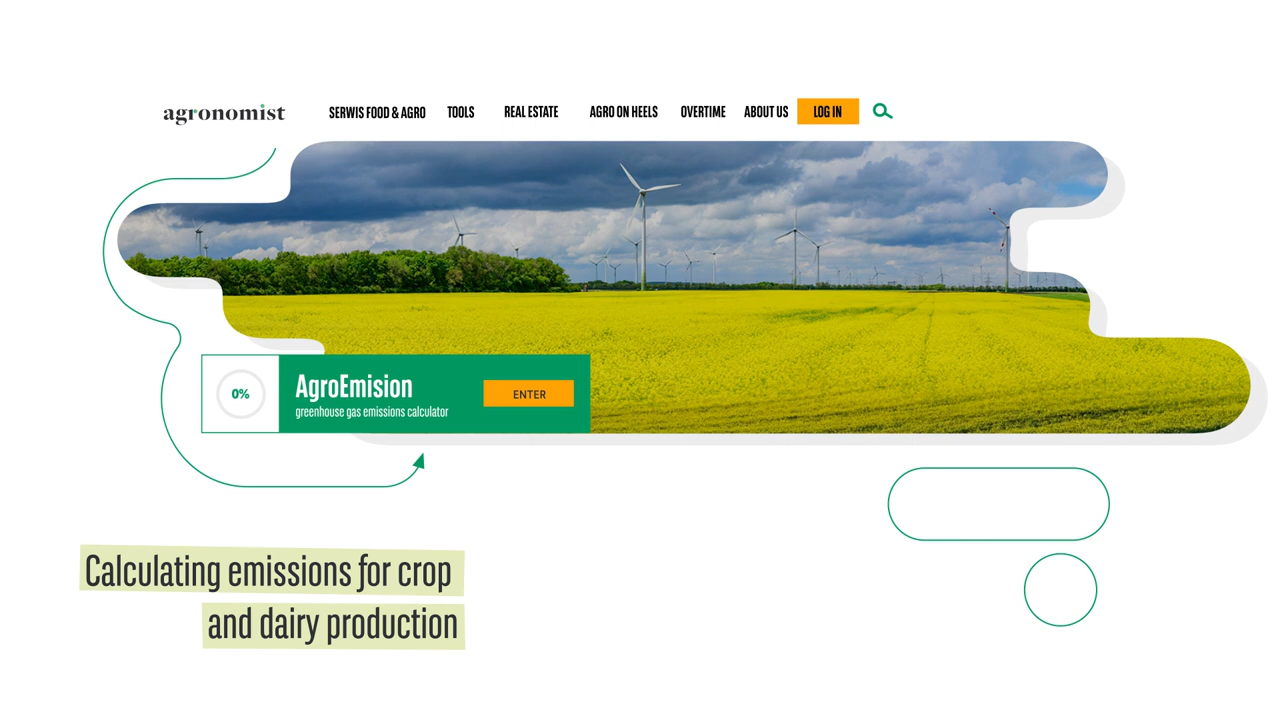 agronomist
SERWIS FOOD & AGRO TOOLS REAL ESTATE AGRO ON HEELS OVERTIME ABOUT US LOG IN
0%
AgroEmision
greenhouse gas emissions calculator
ENTER
Calculating emissions for crop
and dairy production